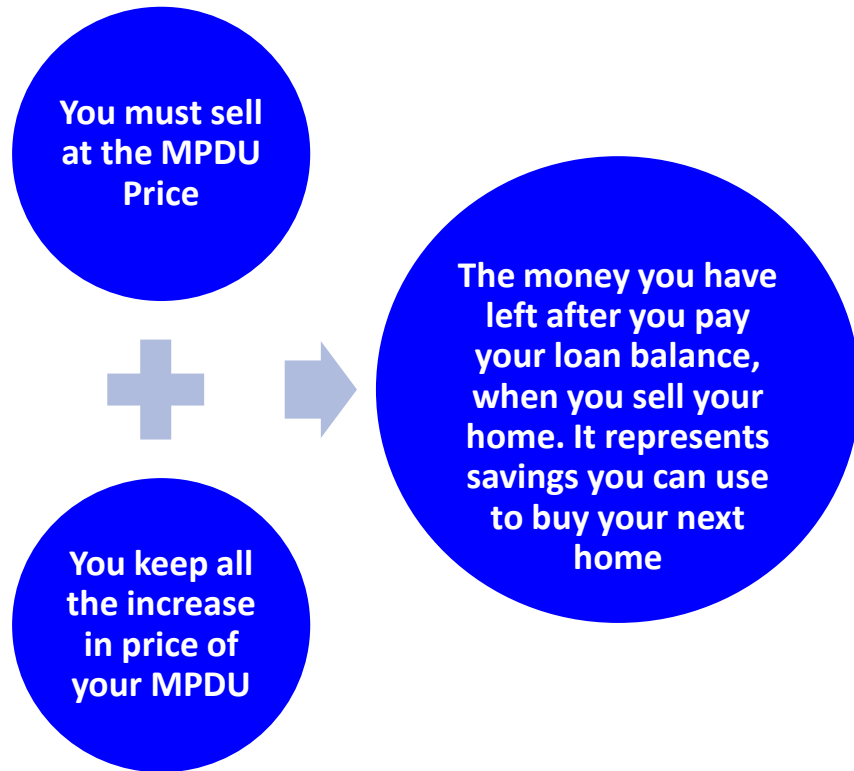 You must sell
at the MPDU
Price
You keep all
the increase
in price of
your MPDU
The money you have
left after you pay
your loan balance,
when you sell your
home. It represents
savings you can use
to buy your next
home